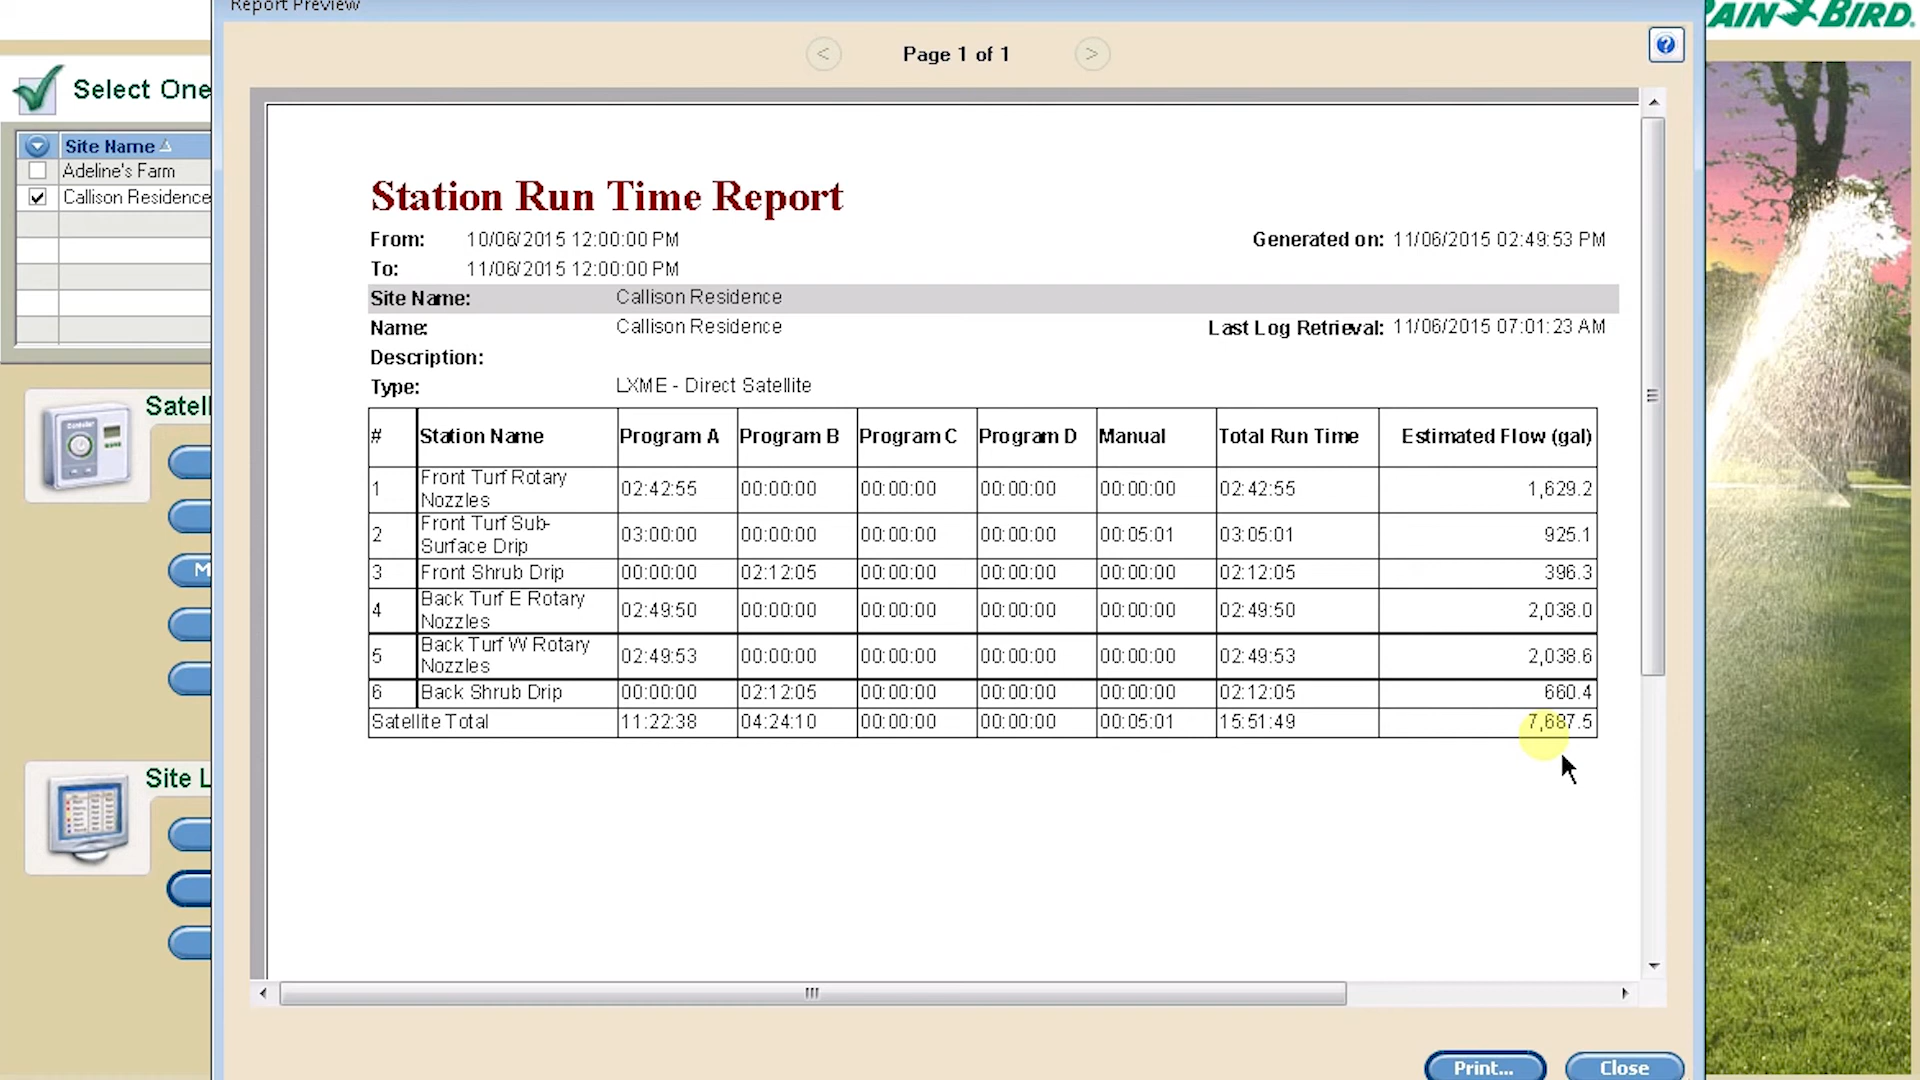 Report Preview
RAIN BIRD.
Page 1 of 1
Select One
Site Name
Adeline's Farm
Callison Residence
Satell
M
Site L
Station Run Time Report
From: 10/06/2015 12:00:00 PM Generated on: 11/06/2015 02:49:53 PM
To: 11/06/2015 12:00:00 PM
Site Name: Callison Residence
Name: Callison Residence Last Log Retrieval: 11/06/2015 07:01:23 AM
Description:
Type: LXME - Direct Satellite
# Station Name Program A Program B Program C Program D Manual Total Run Time Estimated Flow (gal)
1 Front Turf Rotary Nozzles 02:42:55 00:00:00 00:00:00 00:00:00 00:00:00 02:42:55 1,629.2
2 Front Turf Sub-Surface Drip 03:00:00 00:00:00 00:00:00 00:00:00 00:05:01 03:05:01 925.1
3 Front Shrub Drip 00:00:00 02:12:05 00:00:00 00:00:00 00:00:00 02:12:05 396.3
4 Back Turf E Rotary Nozzles 02:49:50 00:00:00 00:00:00 00:00:00 00:00:00 02:49:50 2,038.0
5 Back Turf W Rotary Nozzles 02:49:53 00:00:00 00:00:00 00:00:00 00:00:00 02:49:53 2,038.6
6 Back Shrub Drip 00:00:00 02:12:05 00:00:00 00:00:00 00:00:00 02:12:05 660.4
Satellite Total 11:22:38 04:24:10 00:00:00 00:00:00 00:05:01 15:51:49 7,687.5
Print...
Close